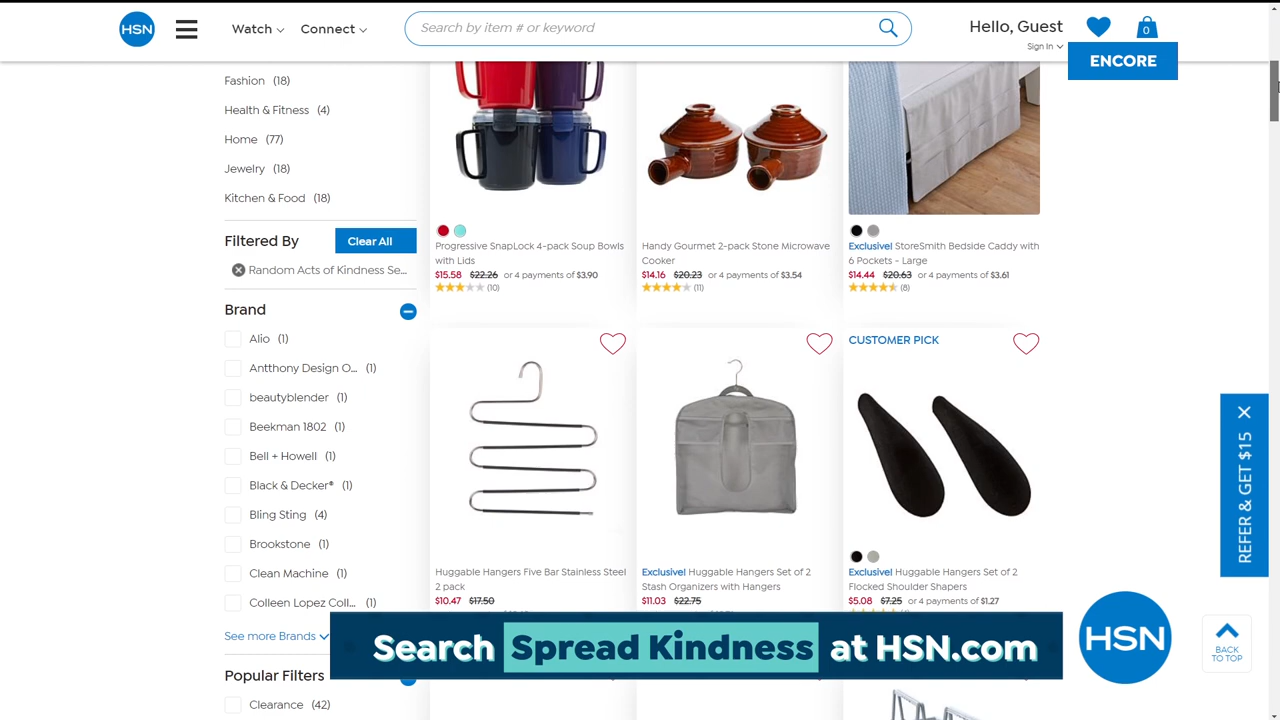 HSN
Watch
Connect
Search by item # or keyword
Hello, Guest
Sign In
0
ENCORE
Fashion (18)
Health & Fitness (4)
Home (77)
Jewelry (18)
Kitchen & Food (18)
Filtered By
Clear All
Random Acts of Kindness Se...
Brand
Alio (1)
Antthony Design O... (1)
beautyblender (1)
Beekman 1802 (1)
Bell + Howell (1)
Black & Decker® (1)
Bling Sting (4)
Brookstone (1)
Clean Machine (1)
Colleen Lopez Coll... (1)
See more Brands
Popular Filters
Clearance (42)
Progressive SnapLock 4-pack Soup Bowls
with Lids
$15.58 $22.26 or 4 payments of $3.90
(10)
Handy Gourmet 2-pack Stone Microwave
Cooker
$14.16 $20.23 or 4 payments of $3.54
(11)
Exclusive! StoreSmith Bedside Caddy with
6 Pockets - Large
$14.44 $20.63 or 4 payments of $3.61
(8)
CUSTOMER PICK
Huggable Hangers Five Bar Stainless Steel
2 pack
$10.47 $17.50
Exclusive! Huggable Hangers Set of 2
Stash Organizers with Hangers
$11.03 $22.75
Exclusive! Huggable Hangers Set of 2
Flocked Shoulder Shapers
$5.08 $7.25 or 4 payments of $1.27
REFER & GET $15
Search Spread Kindness at HSN.com
HSN
BACK
TO TOP